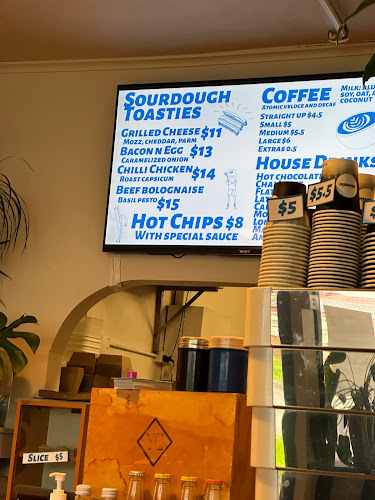 SOURDOUGH
TOASTIES
GRILLED CHEESE $11
MOZZ, CHEDDAR, PARM
BACON N EGG $13
CARAMELIZED ONION
CHILLI CHICKEN $14
ROAST CAPSICUM
BEEF BOLOGNAISE
BASIL PESTO $15
HOT CHIPS $8
WITH SPECIAL SAUCE
COFFEE
ATOMIC VELOCE AND DECAF
STRAIGHT UP $4.5
SMALL $5
MEDIUM $5.5
LARGE $6
EXTRAS 0.5
MILK:
SOY, OAT,
COCONUT
HOUSE
HOT CHOCOLATE
$5
$5.5
$6
SLICE $5
SONY